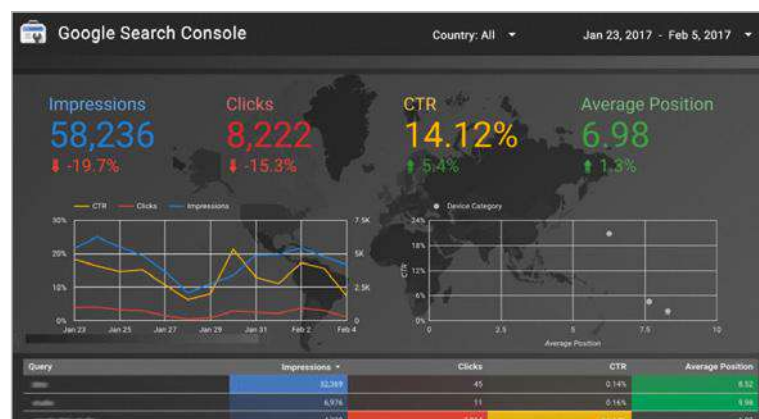 Google Search Console
Country: All
Jan 23, 2017 - Feb 5, 2017
Impressions
58,236
-19.7%
Clicks
8,222
-15.3%
CTR
14.12%
5.4%
Average Position
6.98
1.3%
CTR Clicks Impressions
30%
20%
10%
0%
7.5K
5K
2.5K
0
Jan 23 Jan 25 Jan 27 Jan 29 Jan 31 Feb 2 Feb 4
Device Category
CTR
24%
18%
12%
6%
0%
0 2.5 5 7.5 10
Average Position
Query Impressions Clicks CTR Average Position
32,369 45 0.14% 8.52
6,976 11 0.16% 9.98